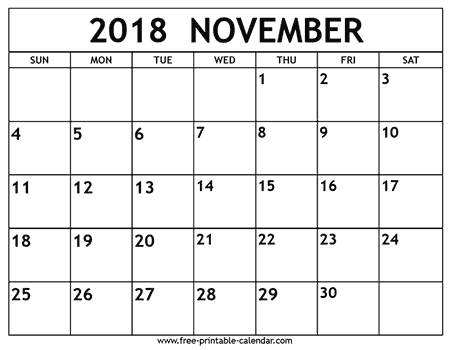 2018 NOVEMBER
SUN MON TUE WED THU FRI SAT
1 2 3
4 5 6 7 8 9 10
11 12 13 14 15 16 17
18 19 20 21 22 23 24
25 26 27 28 29 30
www.free-printable-calendar.com